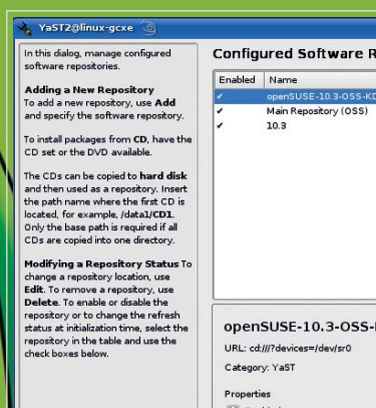 YaST2@linux-gcxe
In this dialog, manage configured
software repositories.
Adding a New Repository
To add a new repository, use Add
and specify the software repository.
To install packages from CD, have the
CD set or the DVD available.
The CDs can be copied to hard disk
and then used as a repository. Insert
the path name where the first CD is
located, for example, /data1/CD1.
Only the base path is required if all
CDs are copied into one directory.
Modifying a Repository Status To
change a repository location, use
Edit. To remove a repository, use
Delete. To enable or disable the
repository or to change the refresh
status at initialization time, select the
repository in the table and use the
check boxes below.
Configured Software R
Enabled Name
openSUSE-10.3-OSS-KD
Main Repository (OSS)
10.3
openSUSE-10.3-OSS-
URL: cd:///?devices=/dev/sr0
Category: YaST
Properties